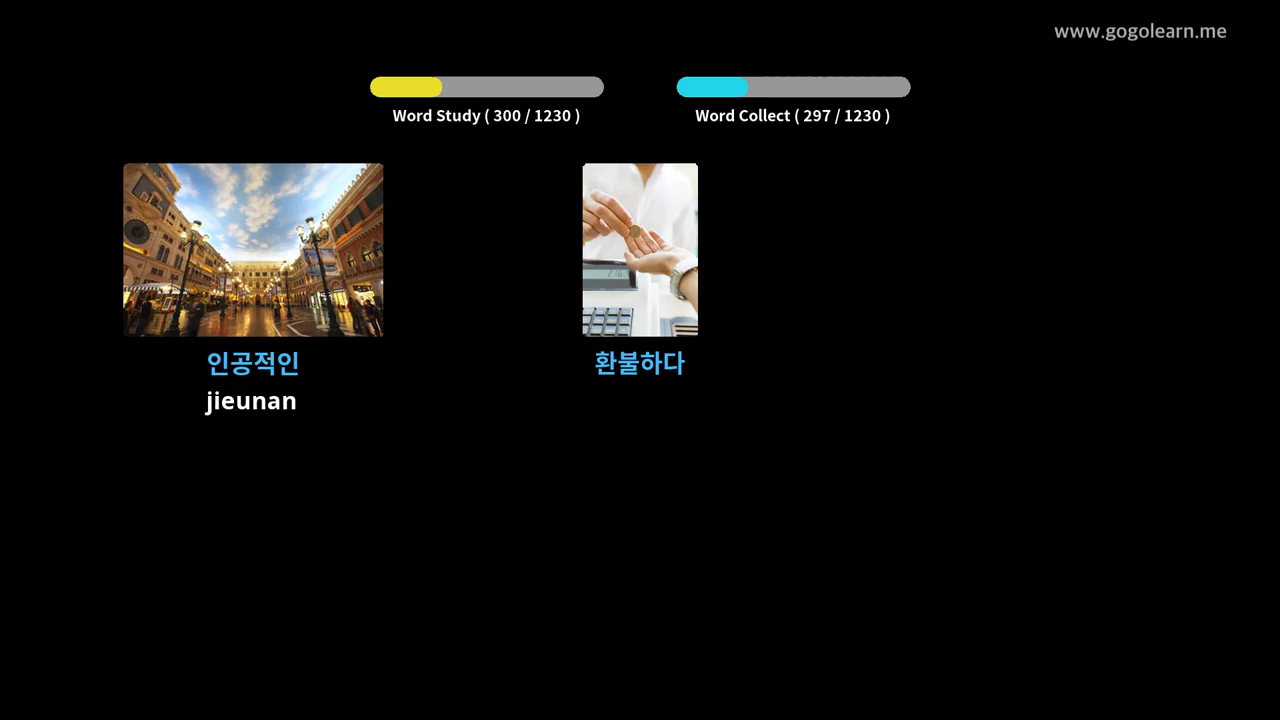 www.gogolearn.me
Word Study ( 300 / 1230 )
Word Collect ( 297 / 1230 )
인공적인
jieunan
환불하다